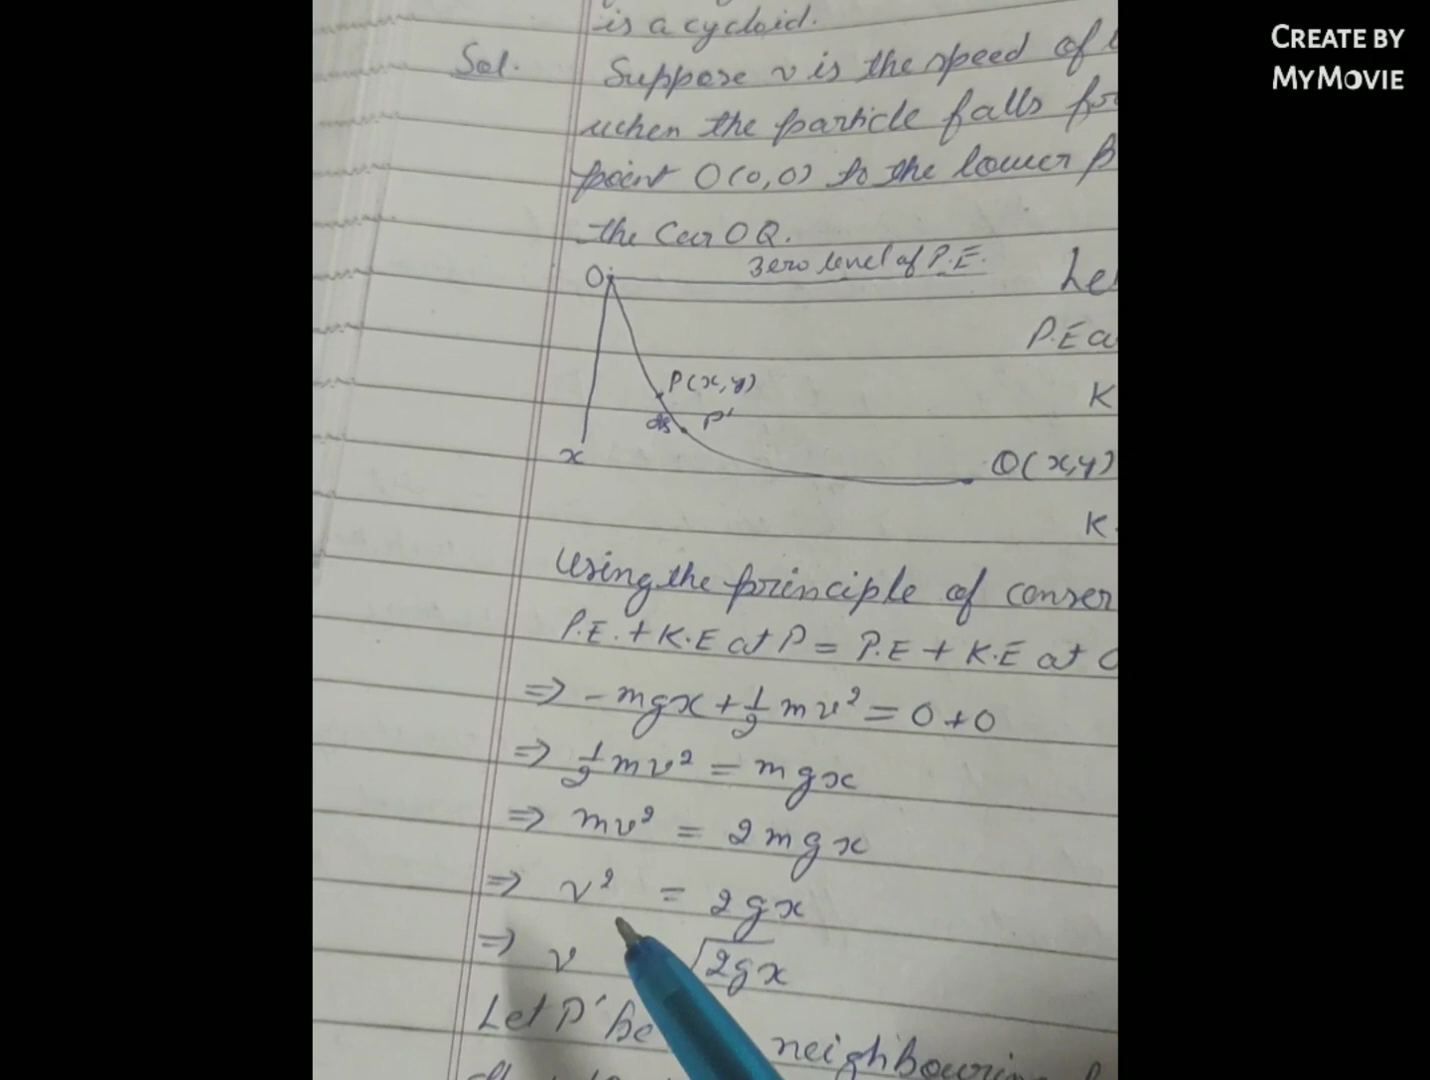 is a cycloid.
Sol. Suppose v is the speed of
when the particle falls
point O(0,0) to the lower
the Cur OQ.
O zero level of P.E.
Le
P.E a
P(x,y)
K
ds P'
x Q(x,y)
K.
Using the principle of conser
P.E. + K.E at P = P.E + K.E at
⇒ - mgx + 1/2 mv² = 0 + 0
⇒ 1/2 mv² = mgx
⇒ mv² = 2mgx
⇒ v² = 2gx
⇒ v √2gx
Let P' be neighbouring
CREATE BY
MYMOVIE